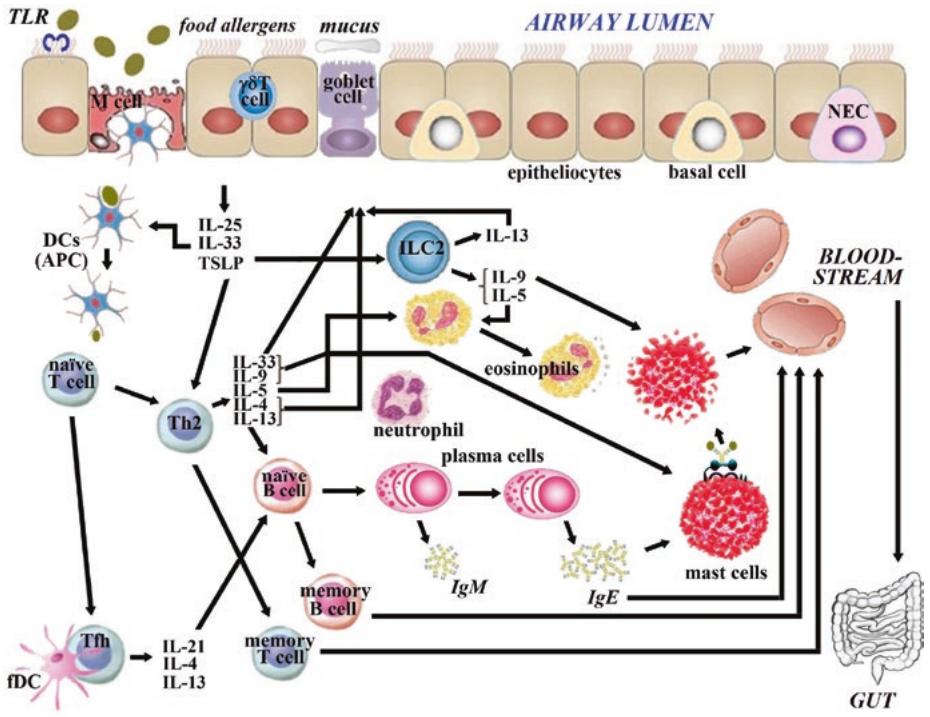 TLR
food allergens
mucus
AIRWAY LUMEN
M cell
γδT
cell
goblet
cell
NEC
epitheliocytes
basal cell
DCs
(APC)
IL-25
IL-33
TSLP
ILC2
IL-13
IL-9
IL-5
BLOOD-
STREAM
naïve
T cell
Th2
IL-33
IL-9
IL-5
IL-4
IL-13
eosinophils
neutrophil
plasma cells
naïve
B cell
IgM
IgE
mast cells
memory
B cell
memory
T cell
Tfh
fDC
IL-21
IL-4
IL-13
GUT